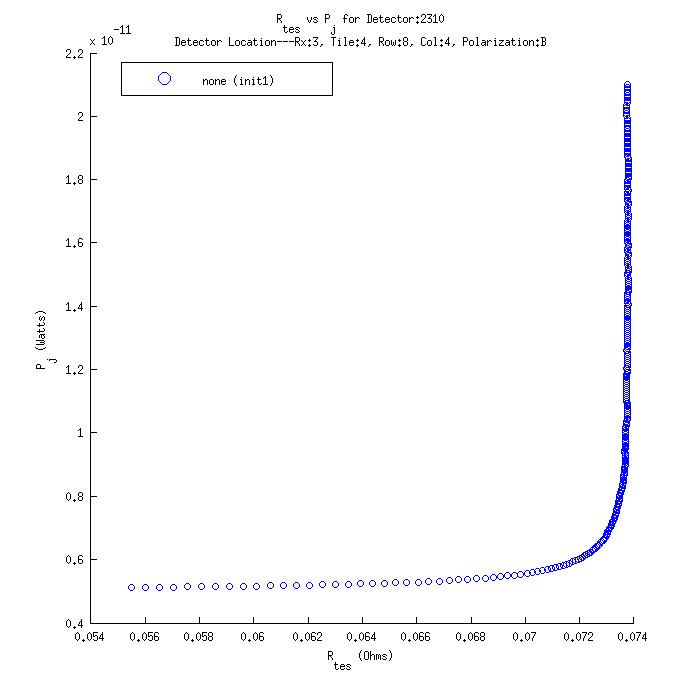 R_tes vs P_j for Detector:2310
Detector Location---Rx:3, Tile:4, Row:8, Col:4, Polarization:B
x 10^-11
none (init1)
2.2
2
1.8
1.6
1.4
1.2
1
0.8
0.6
0.4
P_j (Watts)
0.054 0.056 0.058 0.06 0.062 0.064 0.066 0.068 0.07 0.072 0.074
R_tes (Ohms)